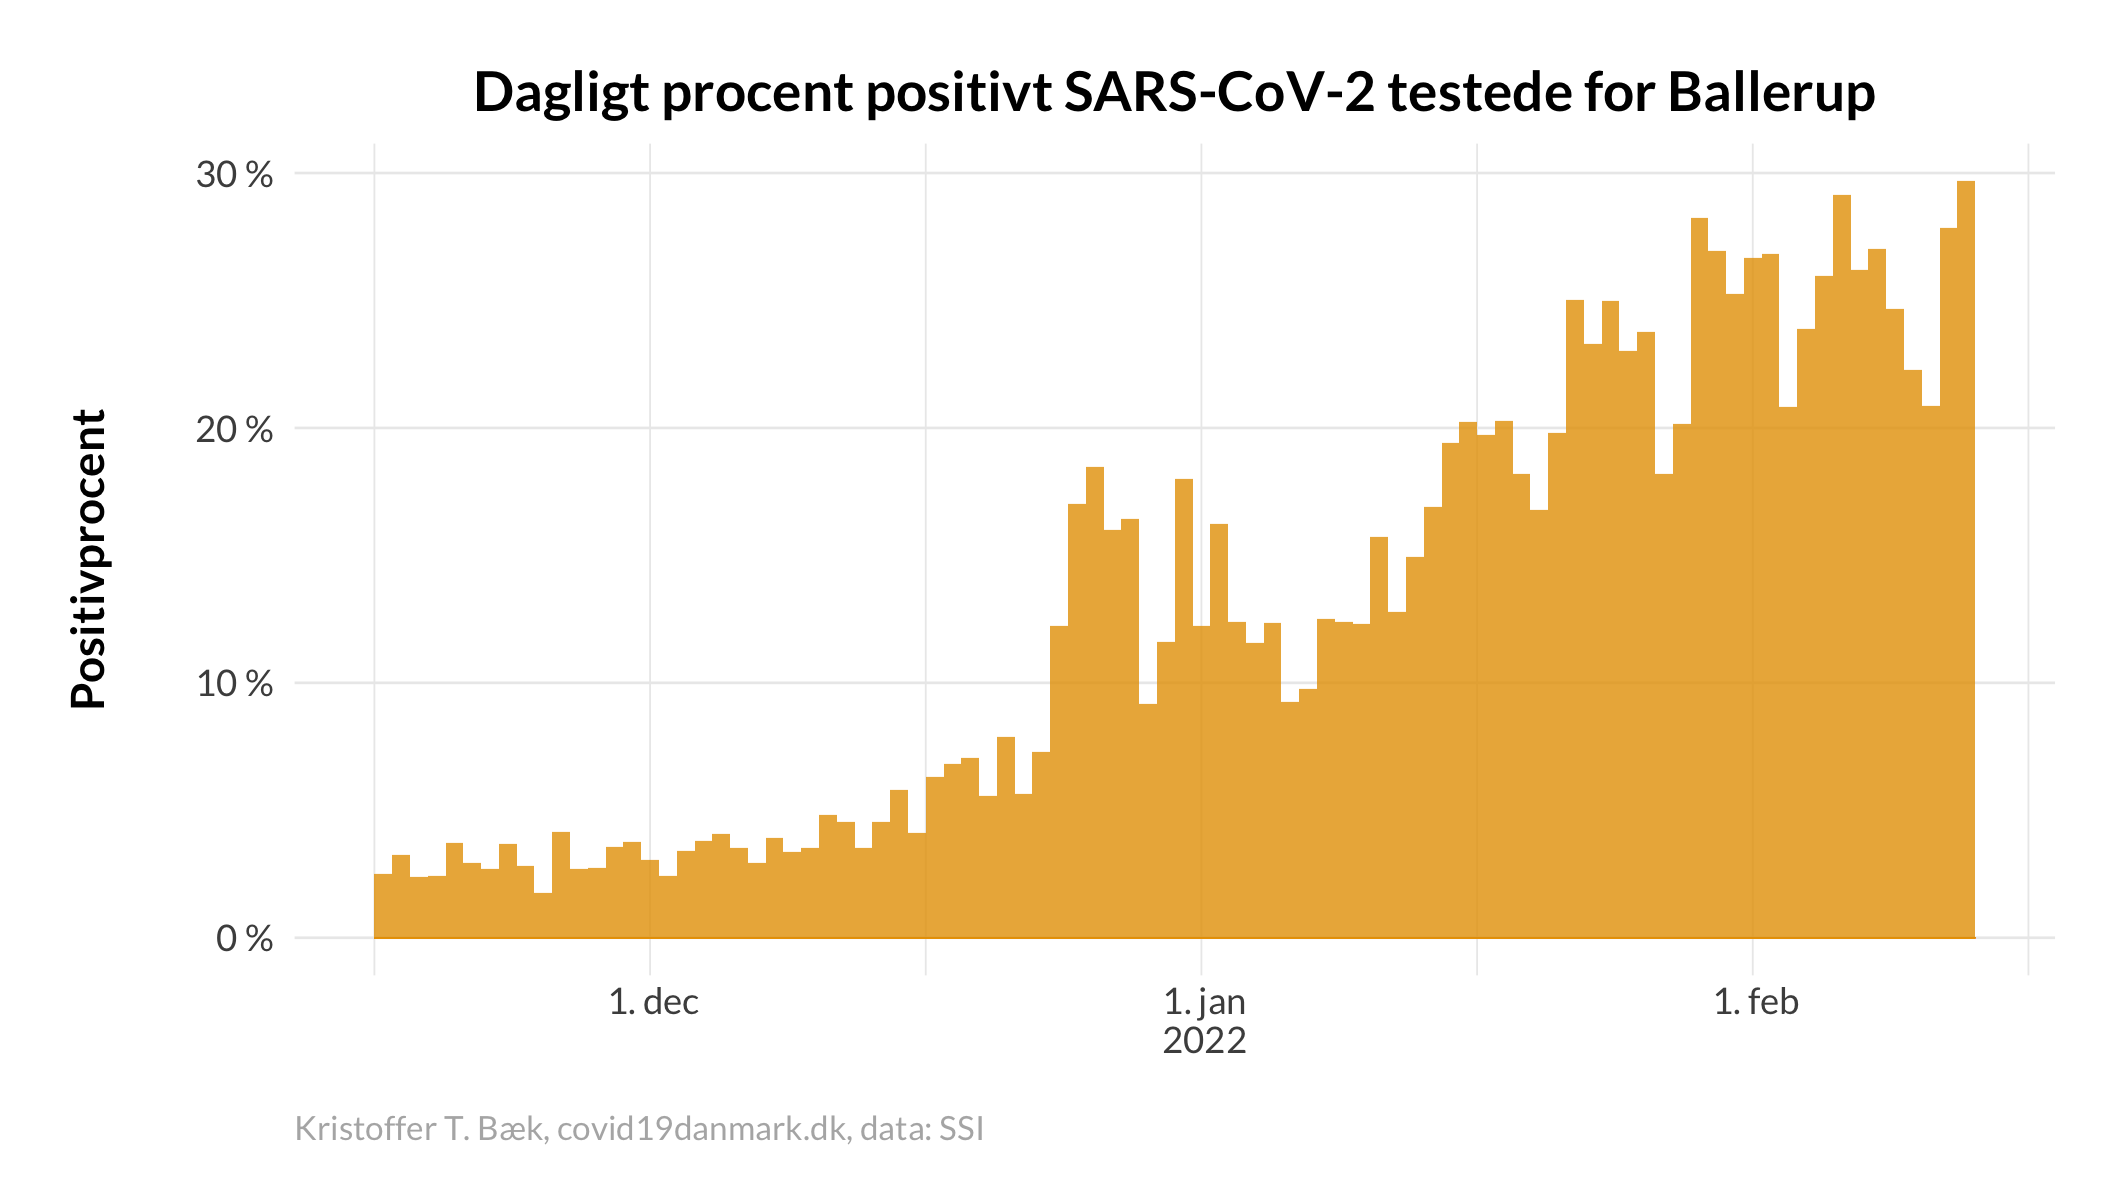 Dagligt procent positivt SARS-CoV-2 testede for Ballerup
Positivprocent
30 %
20 %
10 %
0 %
1. dec
1. jan
2022
1. feb
Kristoffer T. Bæk, covid19danmark.dk, data: SSI